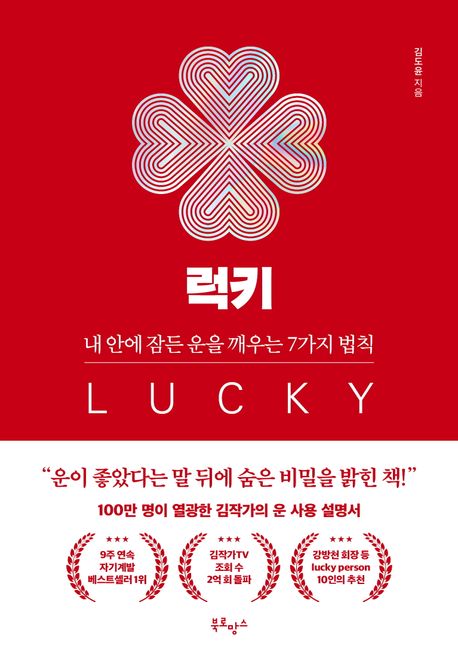 김도윤 지음
럭키
내 안에 잠든 운을 깨우는 7가지 법칙
LUCKY
“운이 좋았다는 말 뒤에 숨은 비밀을 밝힌 책!”
100만 명이 열광한 김작가의 운 사용 설명서
9주 연속
자기계발
베스트셀러 1위
김작가TV
조회 수
2억 회 돌파
강방천 회장 등
lucky person
10인의 추천
북로망스